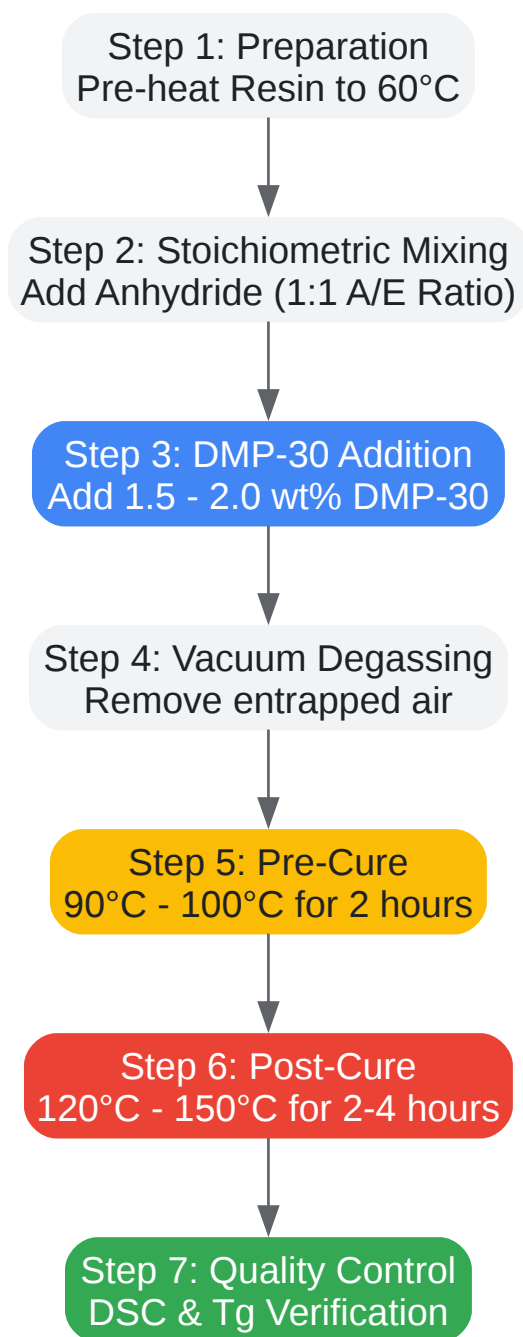 Step 1: Preparation
Pre-heat Resin to 60°C
Step 2: Stoichiometric Mixing
Add Anhydride (1:1 A/E Ratio)
Step 3: DMP-30 Addition
Add 1.5 - 2.0 wt% DMP-30
Step 4: Vacuum Degassing
Remove entrapped air
Step 5: Pre-Cure
90°C - 100°C for 2 hours
Step 6: Post-Cure
120°C - 150°C for 2-4 hours
Step 7: Quality Control
DSC & Tg Verification